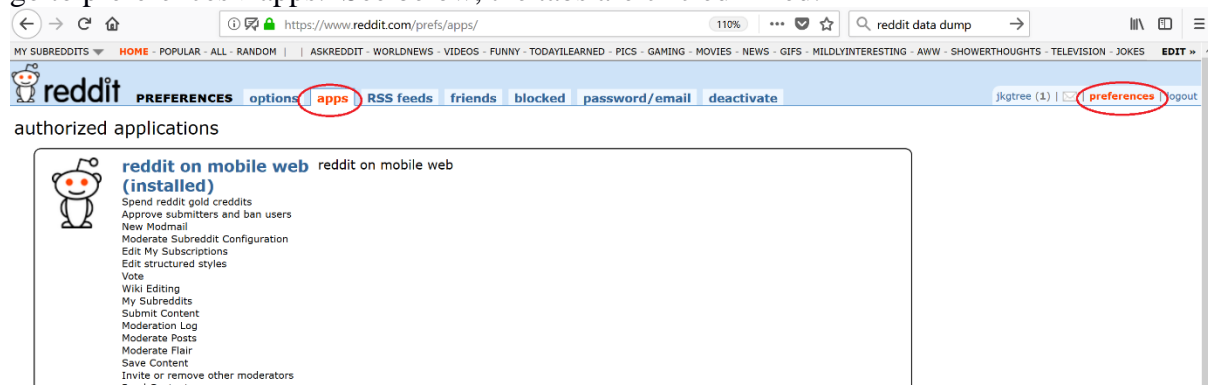 https://www.reddit.com/prefs/apps/ 110% reddit data dump
MY SUBREDDITS HOME - POPULAR - ALL - RANDOM | | ASKREDDIT - WORLDNEWS - VIDEOS - FUNNY - TODAYILEARNED - PICS - GAMING - MOVIES - NEWS - GIFS - MILDLYINTERESTING - AWW - SHOWERTHOUGHTS - TELEVISION - JOKES EDIT »
reddit PREFERENCES options apps RSS feeds friends blocked password/email deactivate jkgtree (1) | | preferences | logout
authorized applications
reddit on mobile web reddit on mobile web
(installed)
Spend reddit gold creddits
Approve submitters and ban users
New Modmail
Moderate Subreddit Configuration
Edit My Subscriptions
Edit structured styles
Vote
Wiki Editing
My Subreddits
Submit Content
Moderation Log
Moderate Posts
Moderate Flair
Save Content
Invite or remove other moderators